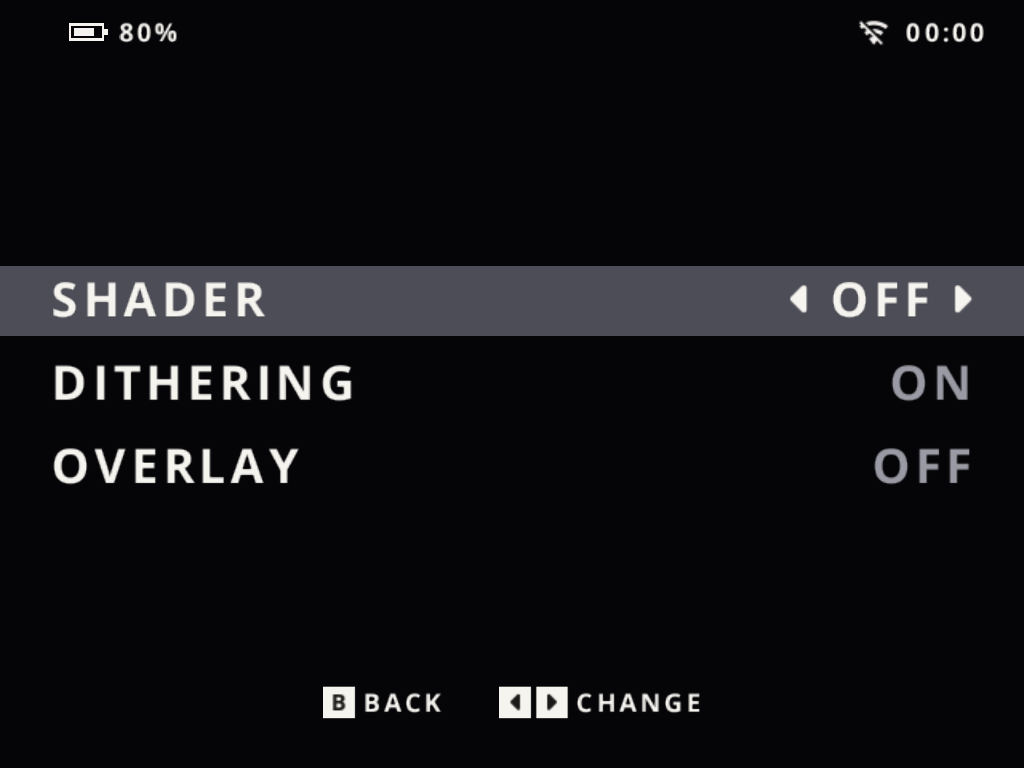 80% 00:00
SHADER OFF
DITHERING ON
OVERLAY OFF
B BACK CHANGE